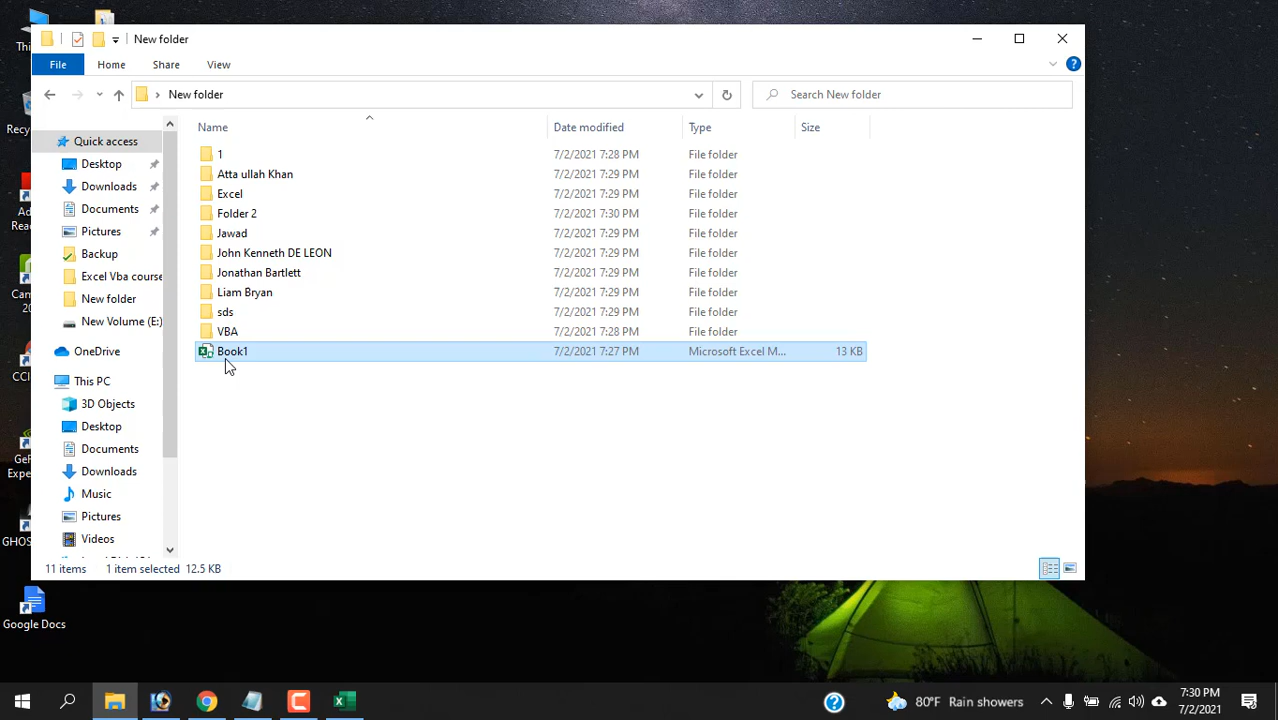 New folder
File Home Share View
New folder
Search New folder
Name Date modified Type Size
Quick access
Desktop
Downloads
Documents
Pictures
Backup
Excel Vba course
New folder
New Volume (E:)
OneDrive
This PC
3D Objects
Desktop
Documents
Downloads
Music
Pictures
Videos
1 7/2/2021 7:28 PM File folder
Atta ullah Khan 7/2/2021 7:29 PM File folder
Excel 7/2/2021 7:29 PM File folder
Folder 2 7/2/2021 7:30 PM File folder
Jawad 7/2/2021 7:29 PM File folder
John Kenneth DE LEON 7/2/2021 7:29 PM File folder
Jonathan Bartlett 7/2/2021 7:29 PM File folder
Liam Bryan 7/2/2021 7:29 PM File folder
sds 7/2/2021 7:29 PM File folder
VBA 7/2/2021 7:28 PM File folder
Book1 7/2/2021 7:27 PM Microsoft Excel M... 13 KB
11 items 1 item selected 12.5 KB
Google Docs
80°F Rain showers
7:30 PM
7/2/2021